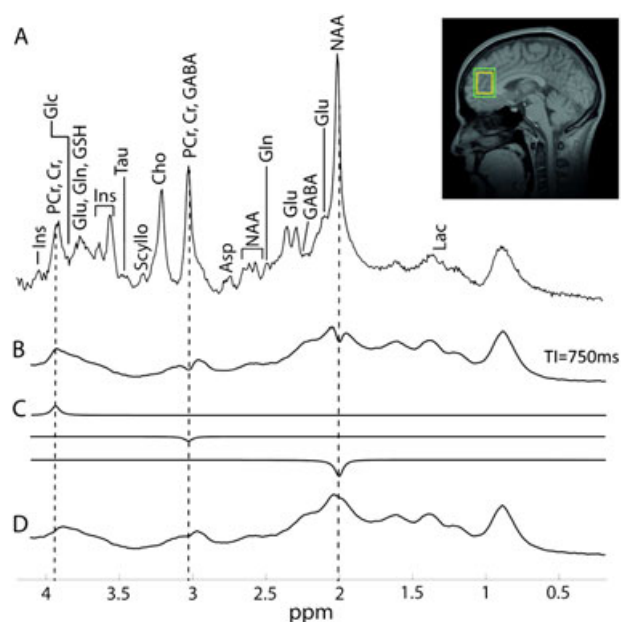 A
NAA
PCr, Cr, GABA
Glc
PCr, Cr,
Glu, Gln, GSH
Ins
Ins
Tau
Scyllo
Cho
Asp
NAA
Gln
Glu
GABA
Glu
Lac
B
TI=750ms
C
D
4 3.5 3 2.5 2 1.5 1 0.5
ppm